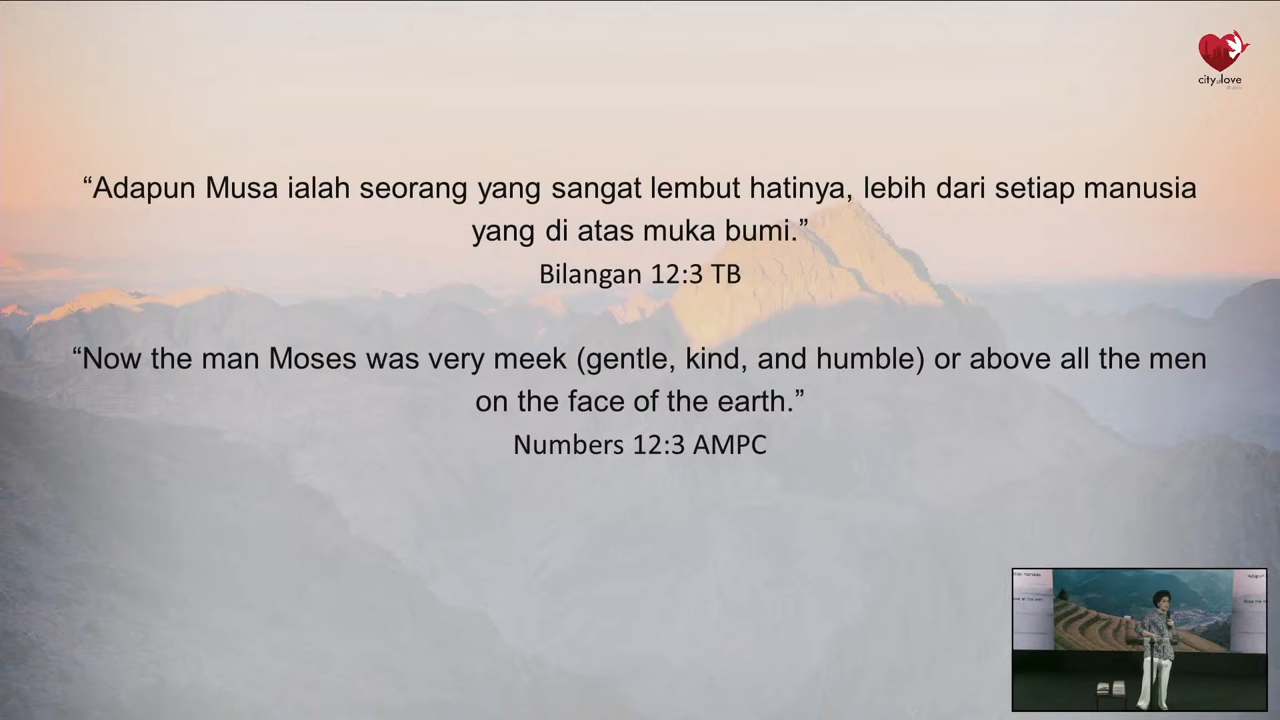 city of love
“Adapun Musa ialah seorang yang sangat lembut hatinya, lebih dari setiap manusia
yang di atas muka bumi.”
Bilangan 12:3 TB
“Now the man Moses was very meek (gentle, kind, and humble) or above all the men
on the face of the earth.”
Numbers 12:3 AMPC